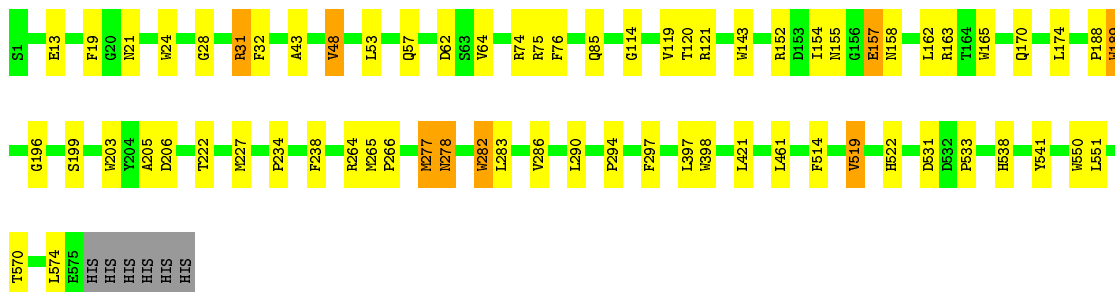 S1 E13 F19 G20 N21 W24 G28 R31 F32 A43 V48 L53 Q57 D62 S63 V64 R74 R75 F76 Q85 G114 V119 T120 R121 W143 R152 D153 I154 N155 G156 E157 N158 L162 R163 T164 W165 Q170 L174 P188 W189
G196 S199 W203 Y204 A205 D206 T222 M227 P234 F238 R264 M265 P266 M277 N278 W282 L283 V286 L290 P294 F297 L397 W398 L421 L461 F514 V519 H522 D531 D532 P533 H538 Y541 W550 L551
T570 L574 E575 HIS HIS HIS HIS HIS HIS